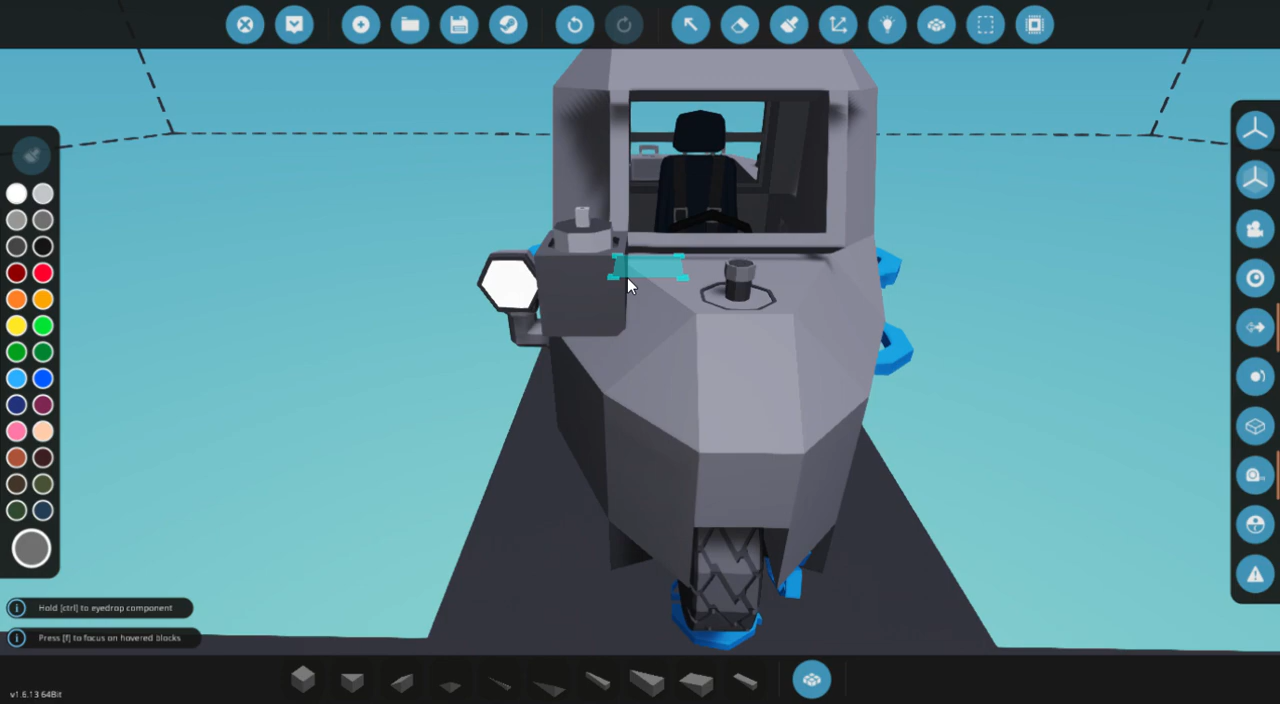 Hold [ctrl] to eyedrop component
Press [f] to focus on hovered blocks
v1.6.13 64Bit